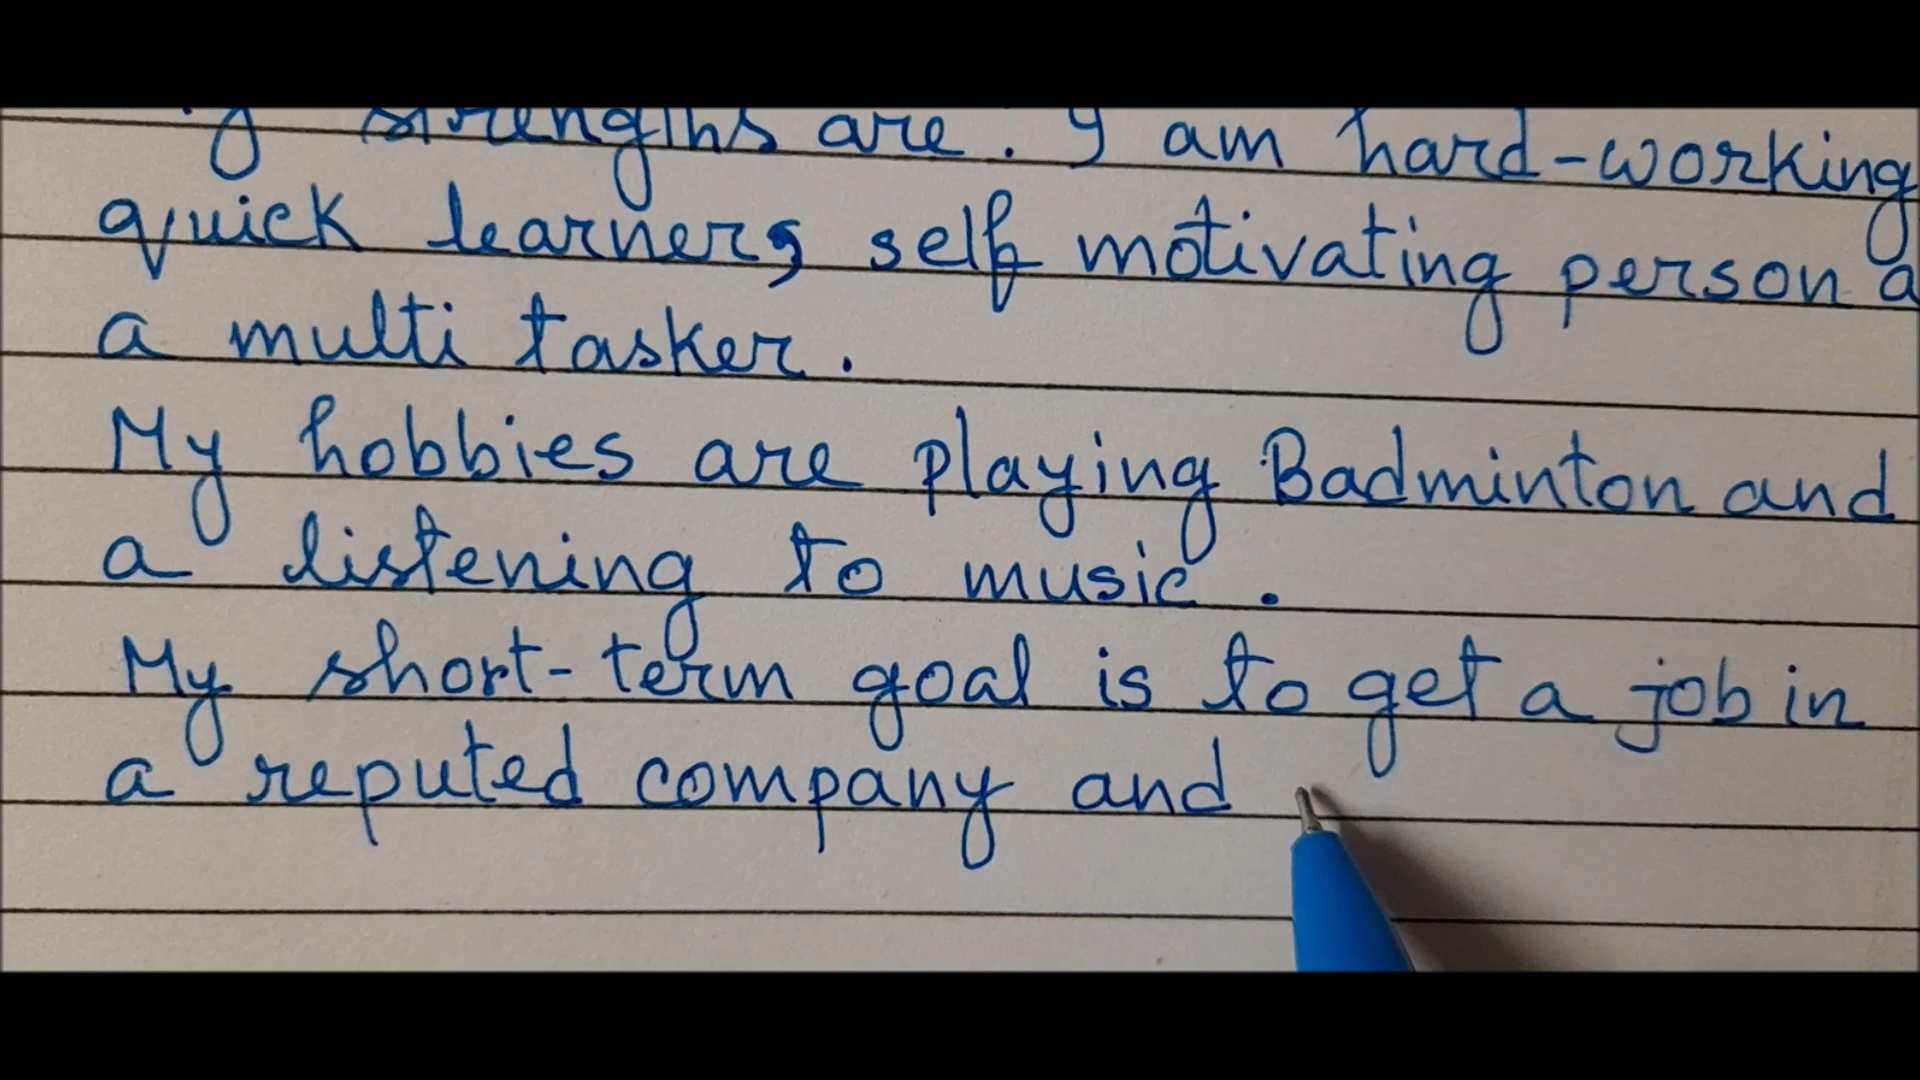 strengths are. I am hard-working
quick learners, self motivating person a
a multi tasker.
My hobbies are playing Badminton and
a listening to music.
My short-term goal is to get a job in
a reputed company and